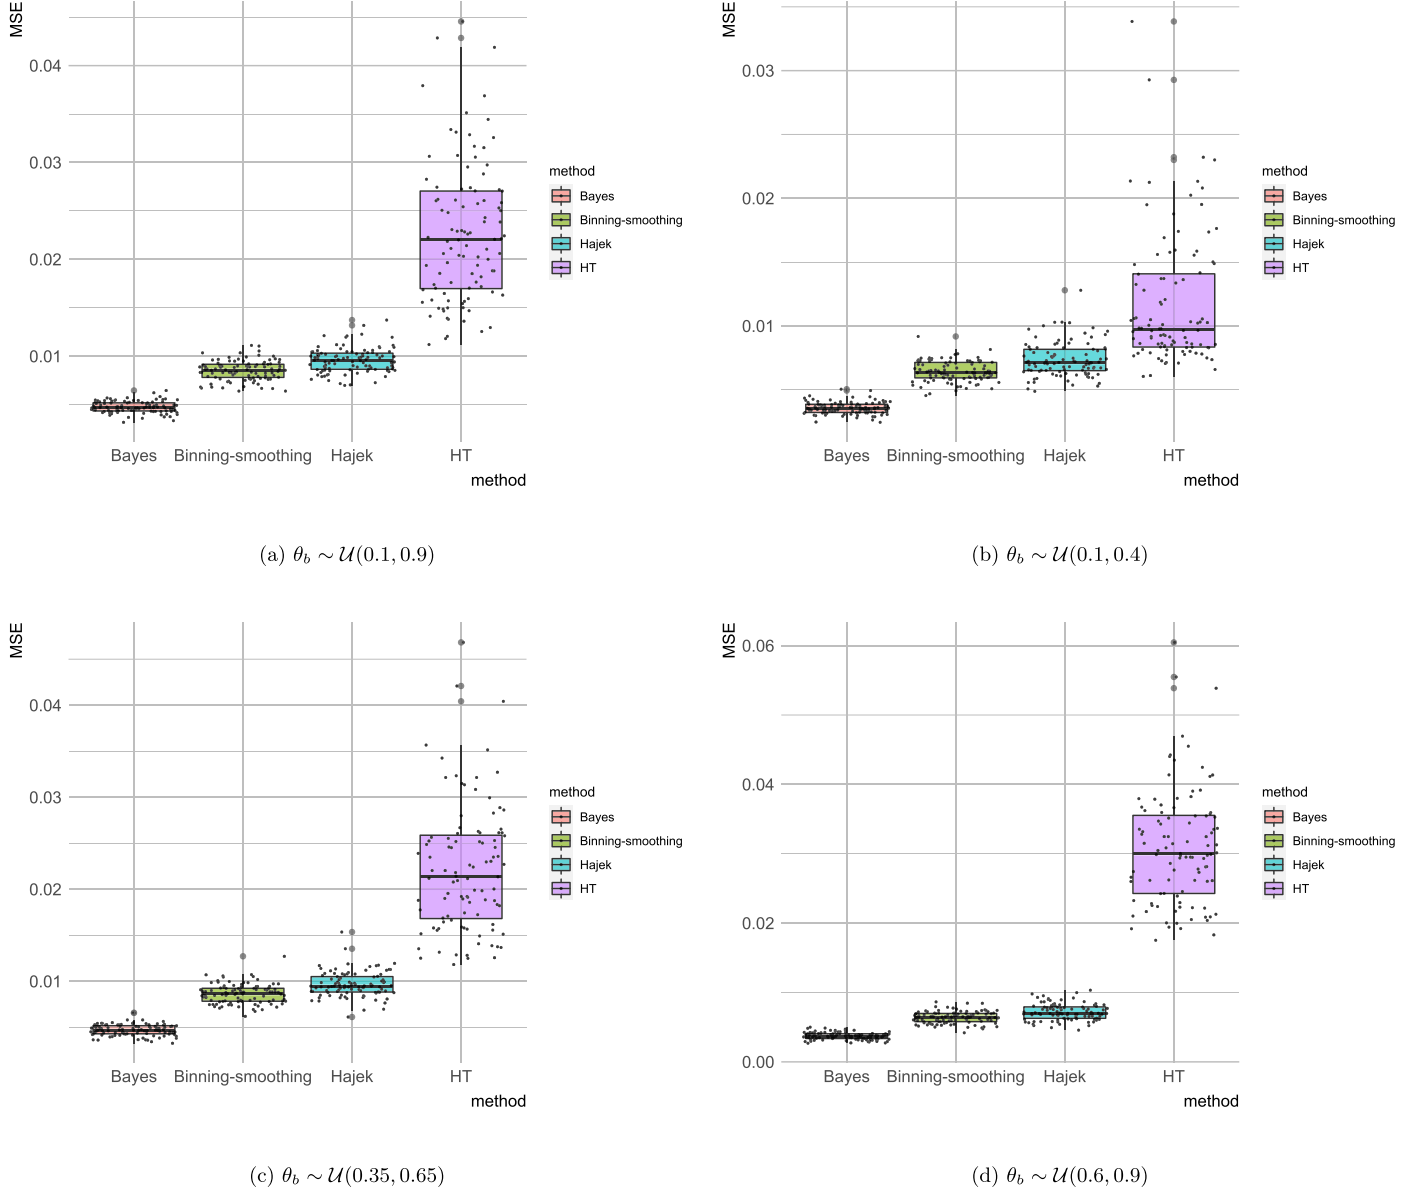 MSE
0.04
0.03
0.02
0.01
Bayes Binning-smoothing Hajek HT
method
method
Bayes
Binning-smoothing
Hajek
HT
(a) θb ∼ 𝒰(0.1, 0.9)
MSE
0.03
0.02
0.01
Bayes Binning-smoothing Hajek HT
method
method
Bayes
Binning-smoothing
Hajek
HT
(b) θb ∼ 𝒰(0.1, 0.4)
MSE
0.04
0.03
0.02
0.01
Bayes Binning-smoothing Hajek HT
method
method
Bayes
Binning-smoothing
Hajek
HT
(c) θb ∼ 𝒰(0.35, 0.65)
MSE
0.06
0.04
0.02
0.00
Bayes Binning-smoothing Hajek HT
method
method
Bayes
Binning-smoothing
Hajek
HT
(d) θb ∼ 𝒰(0.6, 0.9)